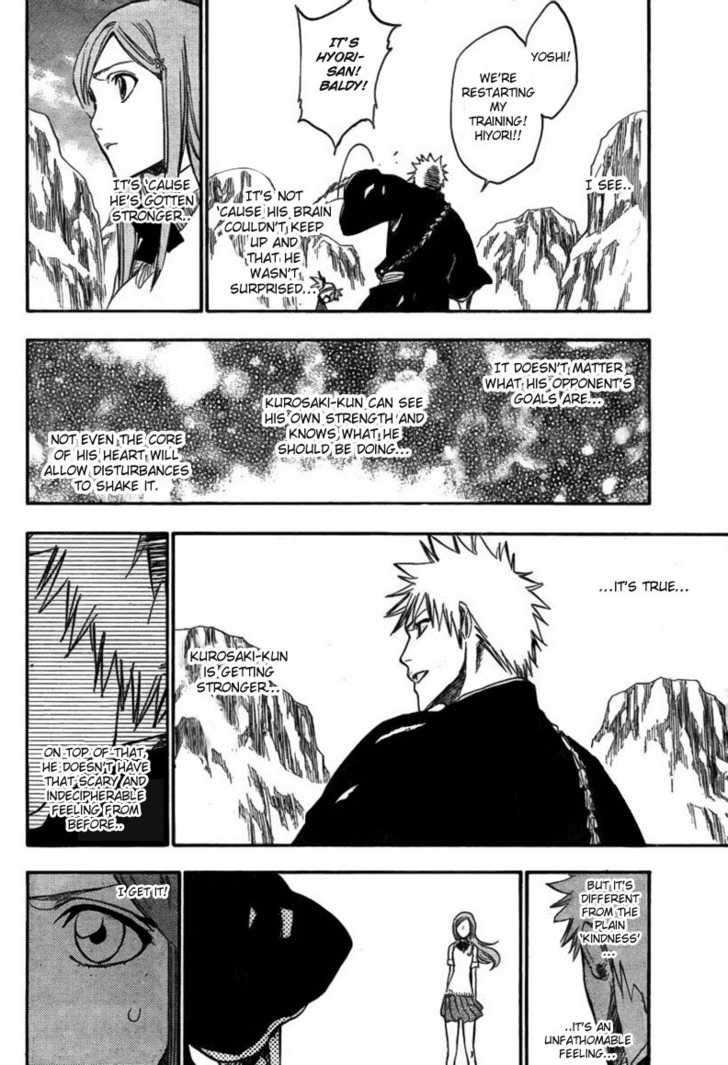 YOSHI!
WE'RE
RESTARTING
MY
TRAINING!
HIYORI!!
IT'S
HYORI-
SAN!
BALDY!
I SEE..
IT'S NOT
'CAUSE HIS BRAIN
COULDN'T KEEP
UP AND
THAT HE
WASN'T
SURPRISED...
IT'S 'CAUSE
HE'S GOTTEN
STRONGER..
IT DOESN'T MATTER
WHAT HIS OPPONENT'S
GOALS ARE...
KUROSAKI-KUN CAN SEE
HIS OWN STRENGTH AND
KNOWS WHAT HE
SHOULD BE DOING...
NOT EVEN THE CORE
OF HIS HEART WILL
ALLOW DISTURBANCES
TO SHAKE IT.
...IT'S TRUE...
KUROSAKI-KUN
IS GETTING
STRONGER...
ON TOP OF THAT,
HE DOESN'T HAVE
THAT SCARY AND
INDECIPHERABLE
FEELING FROM
BEFORE..
BUT IT'S
DIFFERENT
FROM THE
PLAIN
'KINDNESS'
...
..IT'S AN
UNFATHOMABLE
FEELING...
I GET IT!